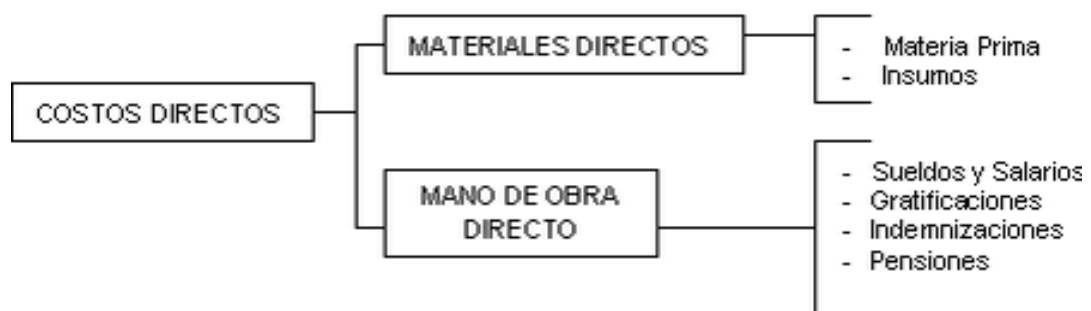 COSTOS DIRECTOS
MATERIALES DIRECTOS
- Materia Prima
- Insumos
MANO DE OBRA
DIRECTO
- Sueldos y Salarios
- Gratificaciones
- Indemnizaciones
- Pensiones